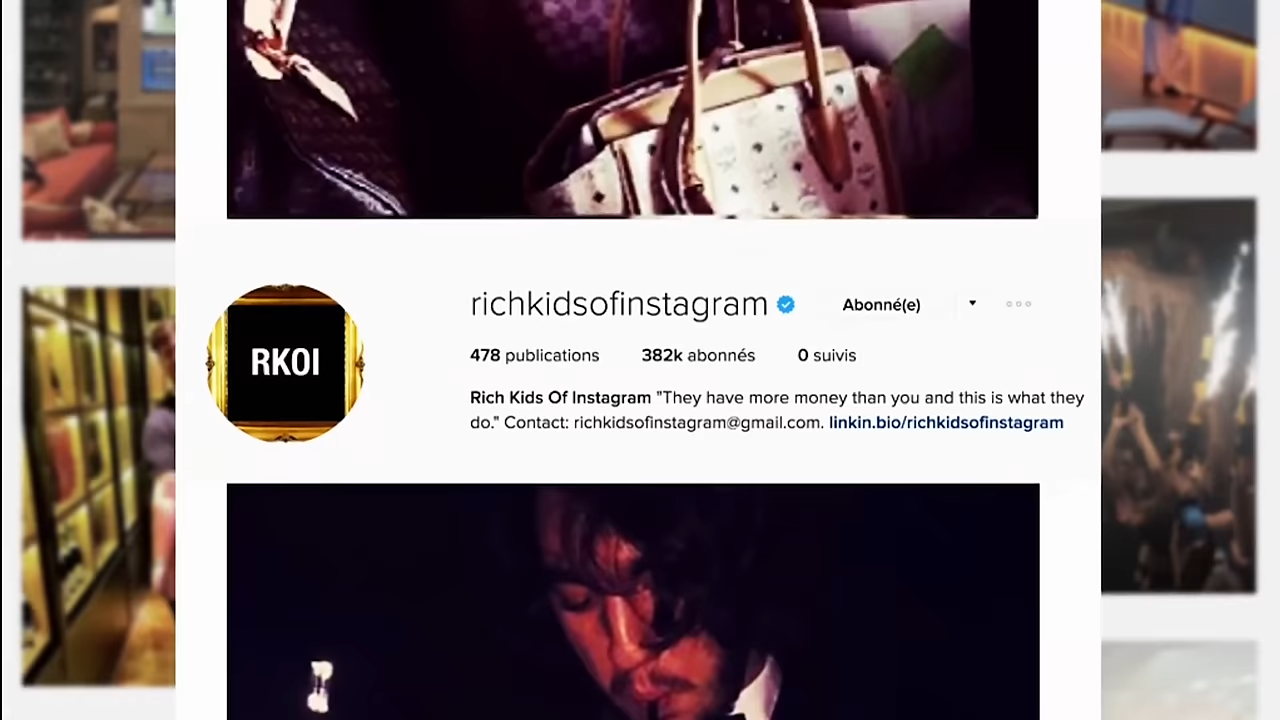 richkidsofinstagram
Abonné(e)
RKOI
478 publications 382k abonnés 0 suivis
Rich Kids Of Instagram "They have more money than you and this is what they
do." Contact: richkidsofinstagram@gmail.com. linkin.bio/richkidsofinstagram